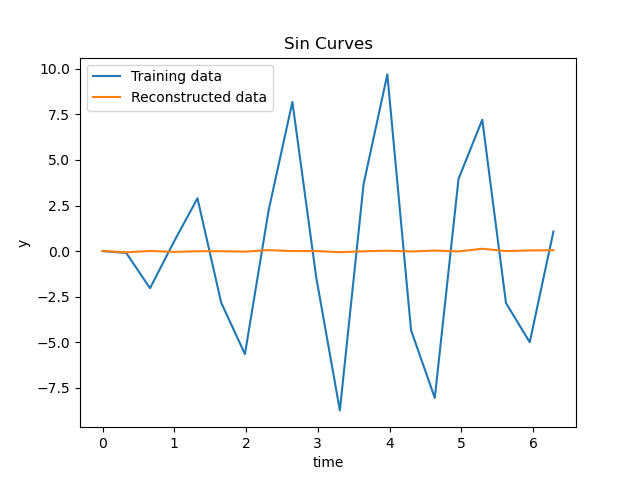 Sin Curves
Training data
Reconstructed data
10.0
7.5
5.0
2.5
0.0
−2.5
−5.0
−7.5
y
0 1 2 3 4 5 6
time